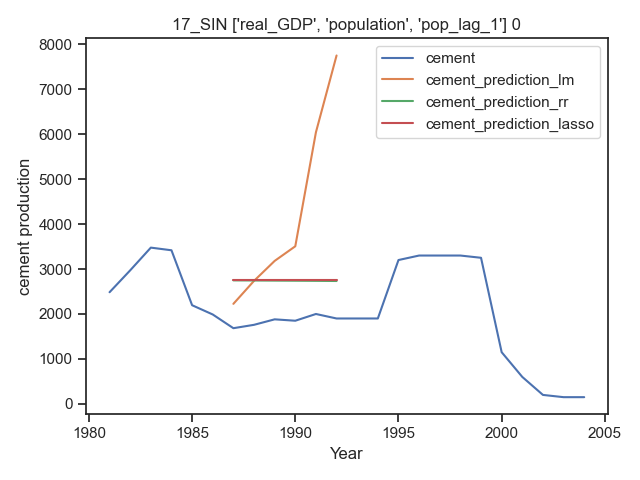 17_SIN ['real_GDP', 'population', 'pop_lag_1'] 0
8000
7000
6000
5000
4000
3000
2000
1000
0
cement production
cement
cement_prediction_lm
cement_prediction_rr
cement_prediction_lasso
1980
1985
1990
1995
2000
2005
Year